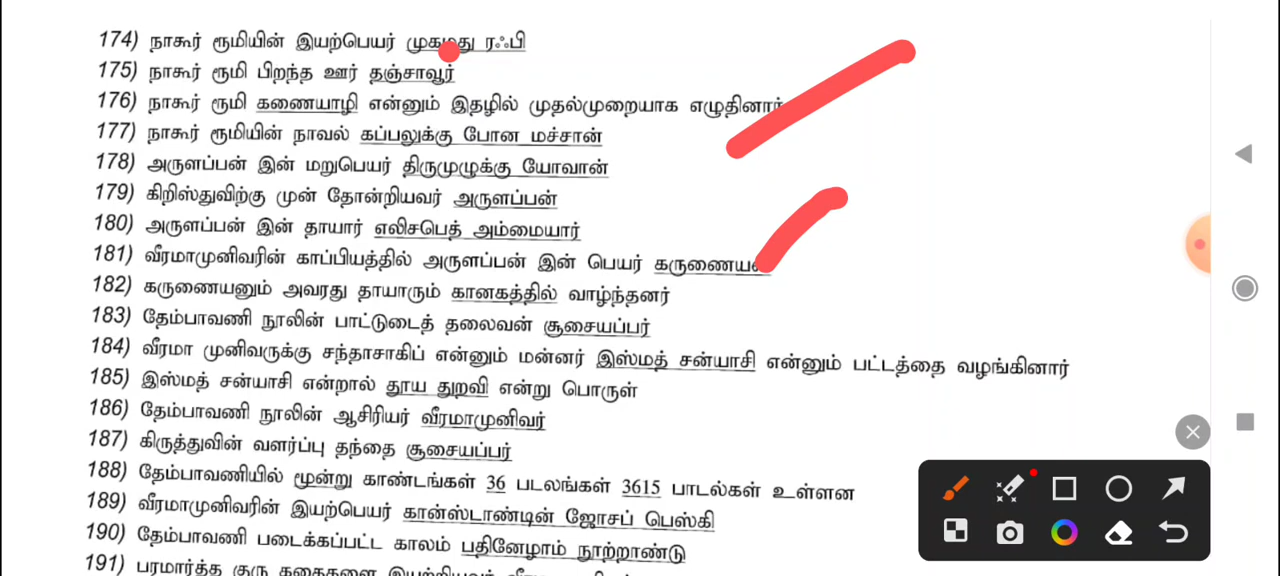 174) நாகூர் ரூமியின் இயற்பெயர் முகமது ரஃபி
175) நாகூர் ரூமி பிறந்த ஊர் தஞ்சாவூர்
176) நாகூர் ரூமி கணையாழி என்னும் இதழில் முதல்முறையாக எழுதினார்
177) நாகூர் ரூமியின் நாவல் கப்பலுக்கு போன மச்சான்
178) அருளப்பன் இன் மறுபெயர் திருமுழுக்கு யோவான்
179) கிறிஸ்துவிற்கு முன் தோன்றியவர் அருளப்பன்
180) அருளப்பன் இன் தாயார் எலிசபெத் அம்மையார்
181) வீரமாமுனிவரின் காப்பியத்தில் அருளப்பன் இன் பெயர் கருணையன்
182) கருணையனும் அவரது தாயாரும் கானகத்தில் வாழ்ந்தனர்
183) தேம்பாவணி நூலின் பாட்டுடைத் தலைவன் சூசையப்பர்
184) வீரமா முனிவருக்கு சந்தாசாகிப் என்னும் மன்னர் இஸ்மத் சன்யாசி என்னும் பட்டத்தை வழங்கினார்
185) இஸ்மத் சன்யாசி என்றால் தூய துறவி என்று பொருள்
186) தேம்பாவணி நூலின் ஆசிரியர் வீரமாமுனிவர்
187) கிருத்துவின் வளர்ப்பு தந்தை சூசையப்பர்
188) தேம்பாவணியில் மூன்று காண்டங்கள் 36 படலங்கள் 3615 பாடல்கள் உள்ளன
189) வீரமாமுனிவரின் இயற்பெயர் கான்ஸ்டாண்டின் ஜோசப் பெஸ்கி
190) தேம்பாவணி படைக்கப்பட்ட காலம் பதினேழாம் நூற்றாண்டு
191) பரமார்த்த குரு கதைகளை இயற்றியவர்